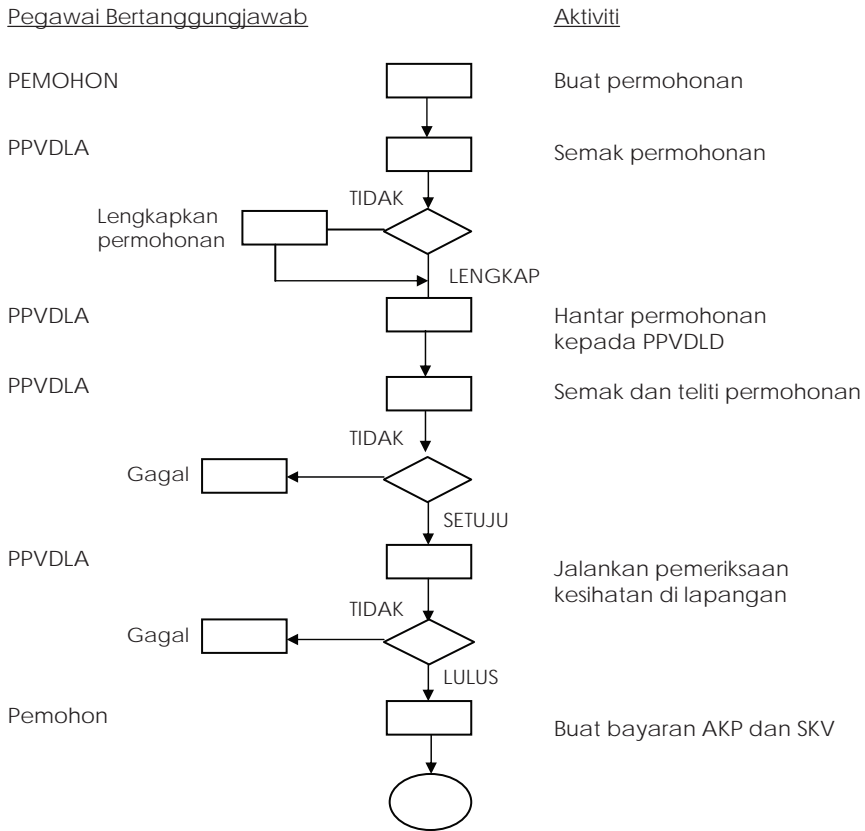 Pegawai Bertanggungjawab
Aktiviti
PEMOHON
Buat permohonan
PPVDLA
Semak permohonan
TIDAK
Lengkapkan
permohonan
LENGKAP
PPVDLA
Hantar permohonan
kepada PPVDLD
PPVDLA
Semak dan teliti permohonan
TIDAK
Gagal
SETUJU
PPVDLA
Jalankan pemeriksaan
kesihatan di lapangan
TIDAK
Gagal
LULUS
Pemohon
Buat bayaran AKP dan SKV